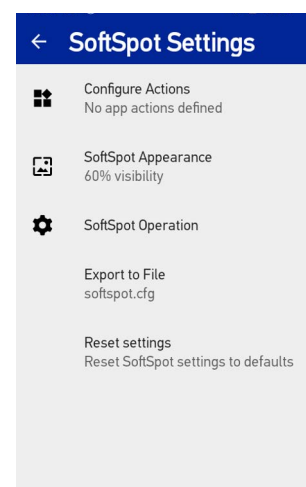 SoftSpot Settings
Configure Actions
No app actions defined
SoftSpot Appearance
60% visibility
SoftSpot Operation
Export to File
softspot.cfg
Reset settings
Reset SoftSpot settings to defaults